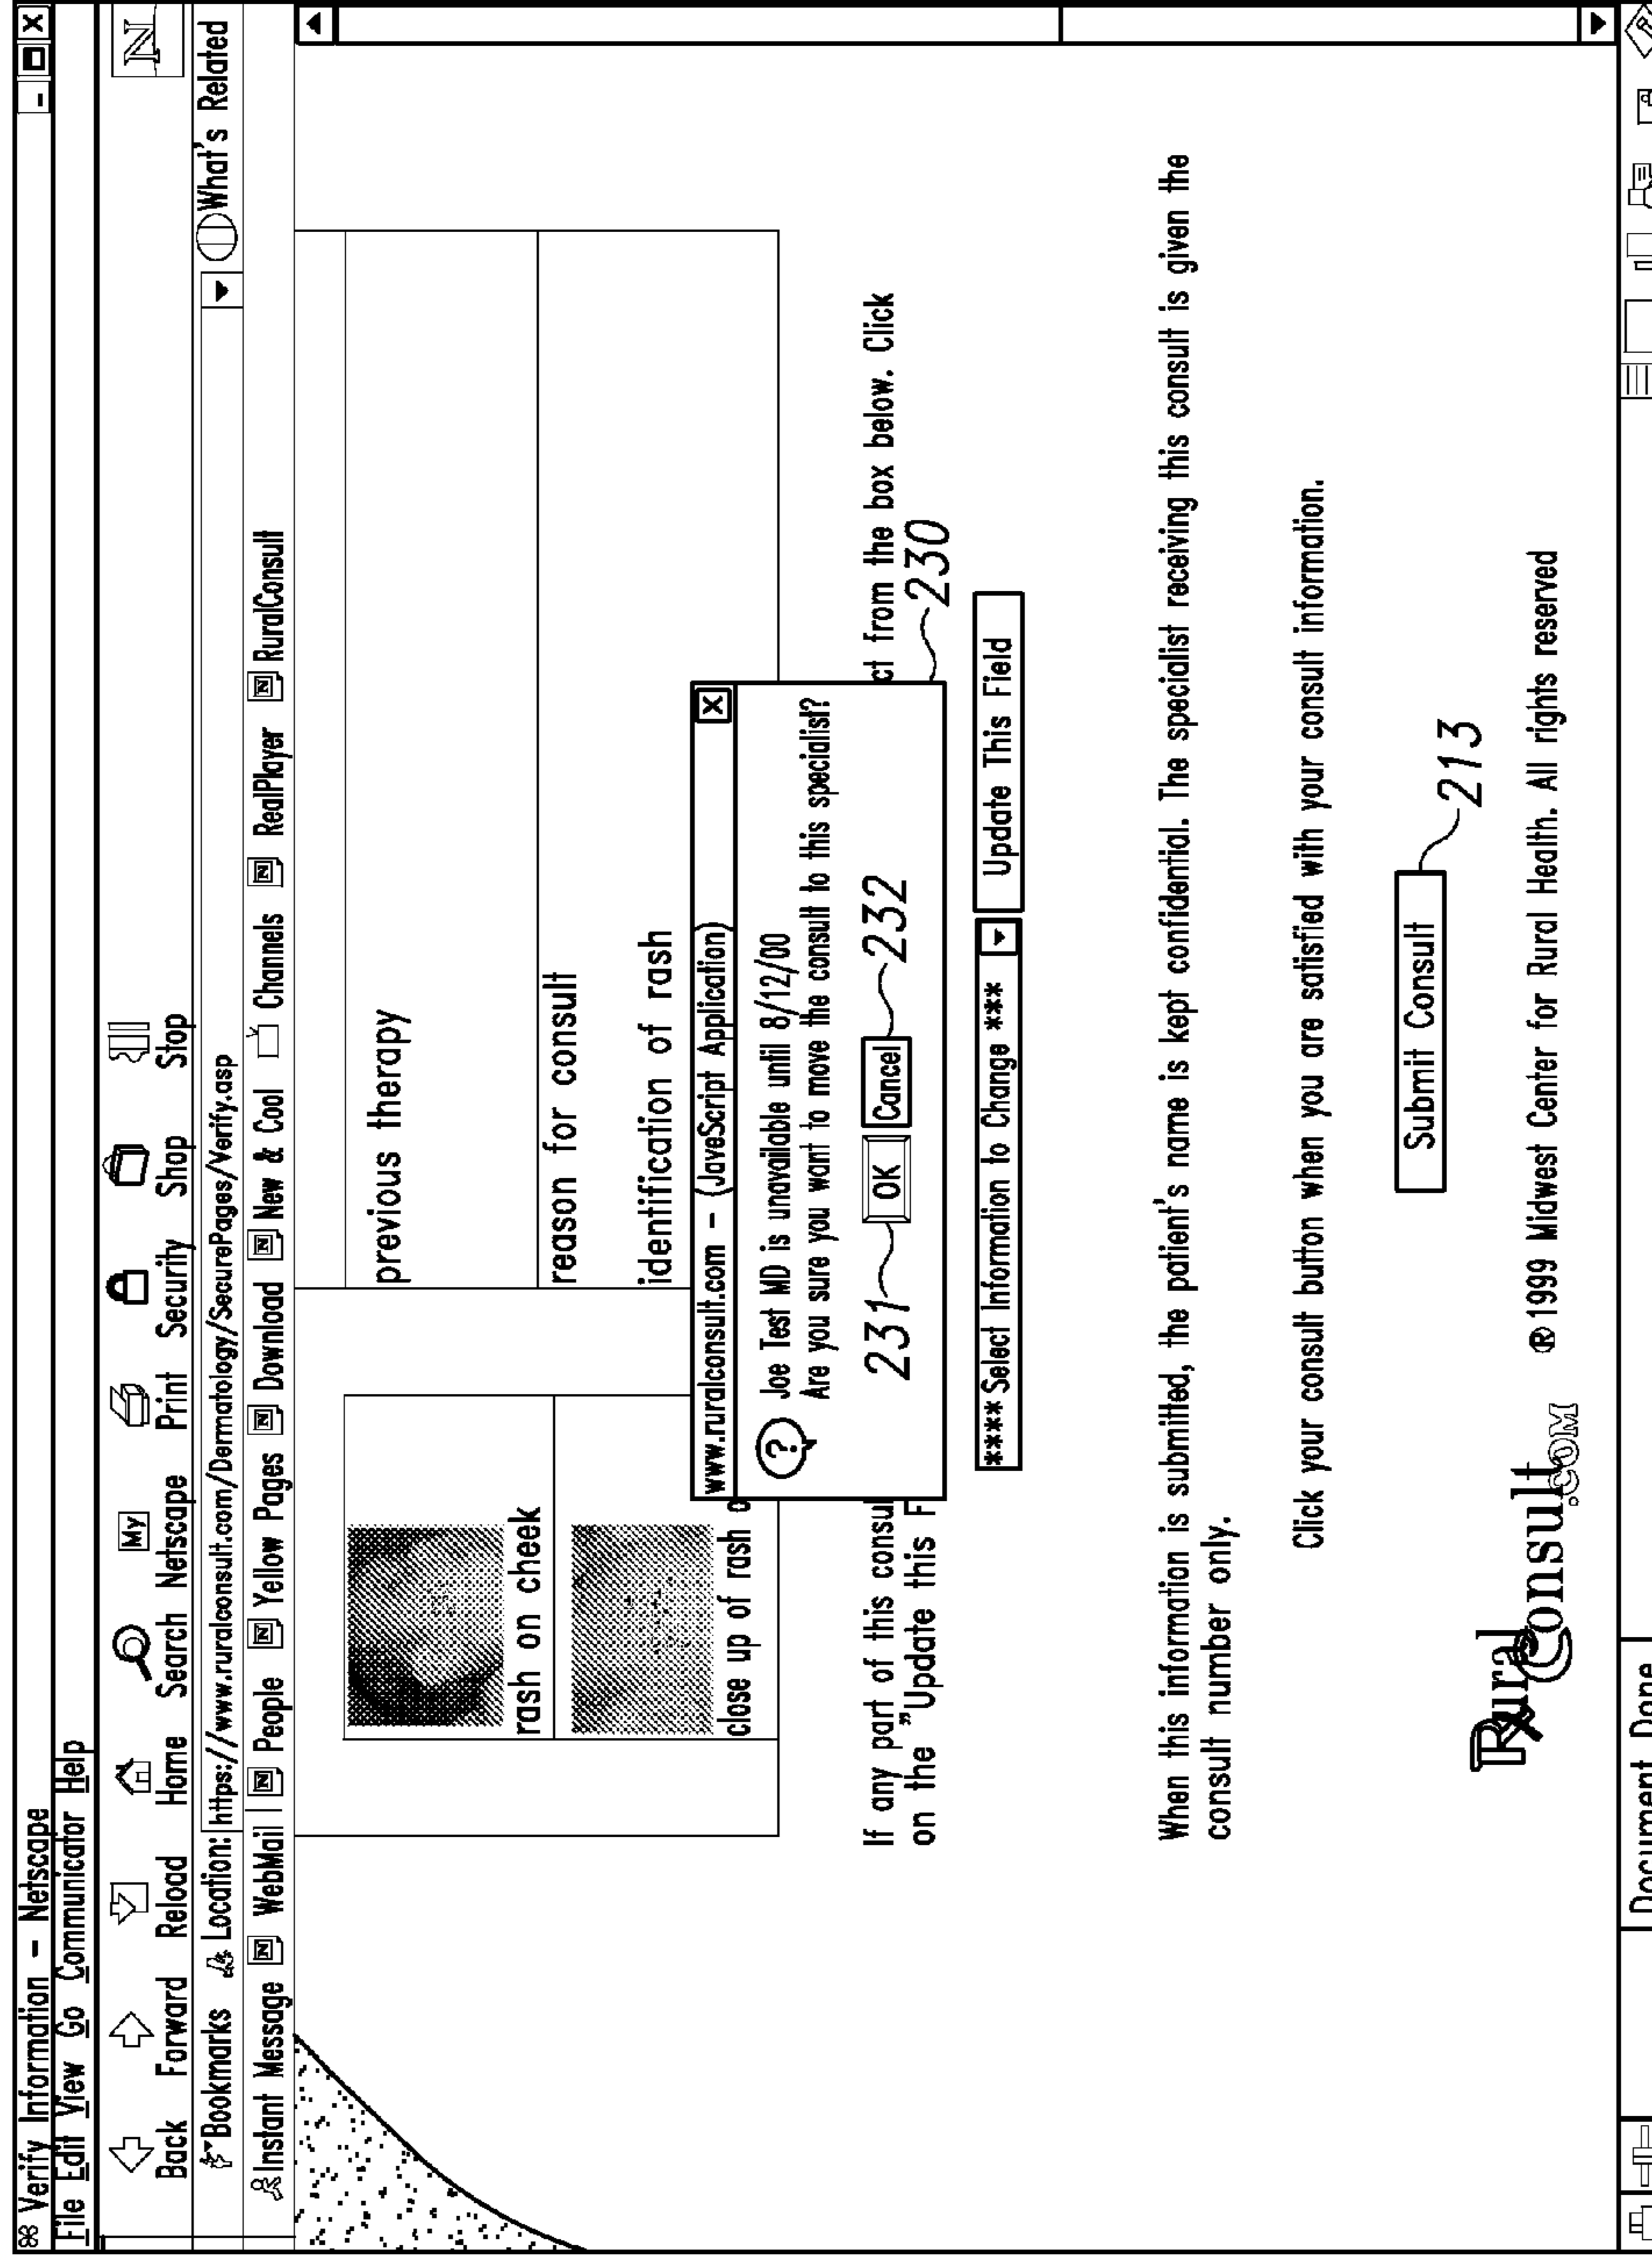 Verify Information – Netscape
File Edit View Go Communicator Help
N
My
Back Forward Reload Home Search Netscape Print Security Shop Stop
Bookmarks Location: https://www.ruralconsult.com/Dermatology/SecurePages/Verify.asp What's Related
Instant Message N WebMail N People N Yellow Pages N Download N New & Cool Channels N RealPlayer N RuralConsult
previous therapy
rash on cheek
reason for consult
identification of rash
close up of rash
www.ruralconsult.com – (JaveScript Application) X
? Joe Test MD is unavailable until 8/12/00
Are you sure you want to move the consult to this specialist?
231 OK Cancel 232
230
If any part of this consu ct from the box below. Click
on the "Update this F
**** Select Information to Change *** Update This Field
When this information is submitted, the patient's name is kept confidential. The specialist receiving this consult is given the
consult number only.
Click your consult button when you are satisfied with your consult information.
Submit Consult 213
Rural Consult .COM ®1999 Midwest Center for Rural Health. All rights reserved
Document Done